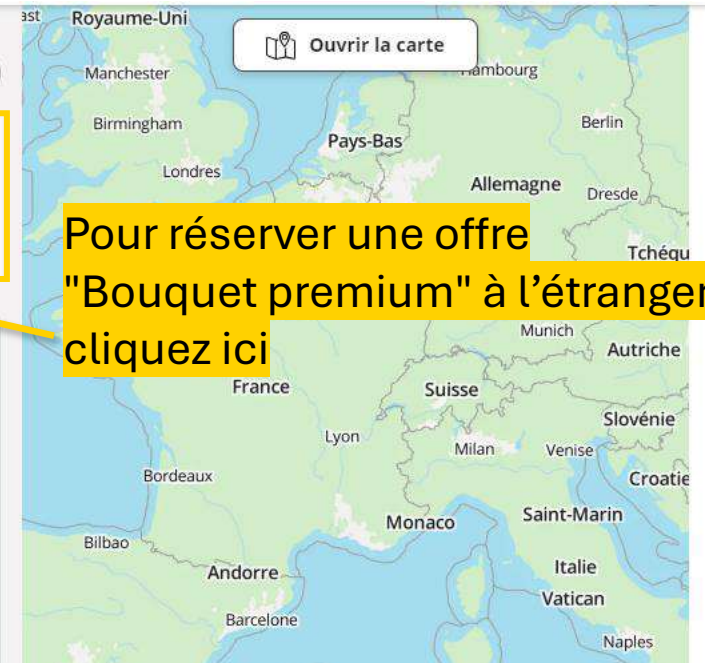 Royaume-Uni
Ouvrir la carte
Manchester
Birmingham
Berlin
Pays-Bas
Londres
Allemagne
Dresde
Pour réserver une offre
"Bouquet premium" à l’étranger
cliquez ici
Munich
Autriche
France
Suisse
Slovénie
Lyon
Milan
Venise
Bordeaux
Monaco
Saint-Marin
Bilbao
Andorre
Italie
Vatican
Barcelone
Naples